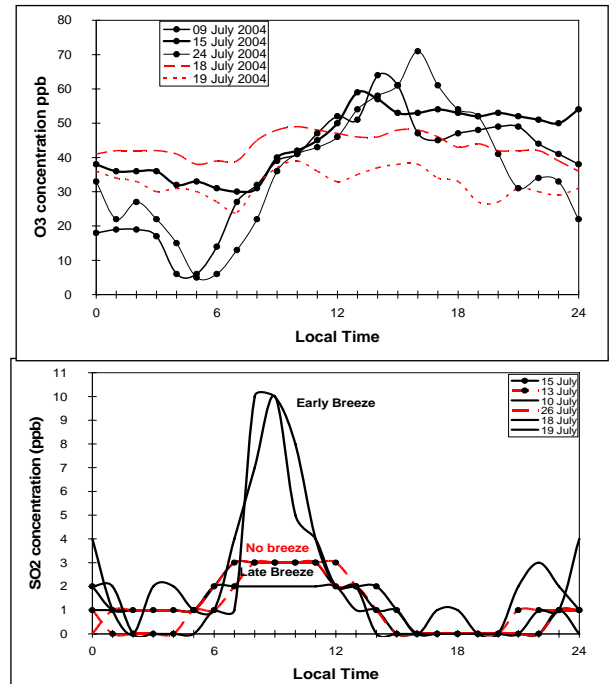 80
70
60
50
40
30
20
10
0
O3 concentration ppb
09 July 2004
15 July 2004
24 July 2004
18 July 2004
19 July 2004
0 6 12 18 24
Local Time
11
10
9
8
7
6
5
4
3
2
1
0
SO2 concentration (ppb)
Early Breeze
No breeze
Late Breeze
15 July
13 July
10 July
26 July
18 July
19 July
0 6 12 18 24
Local Time